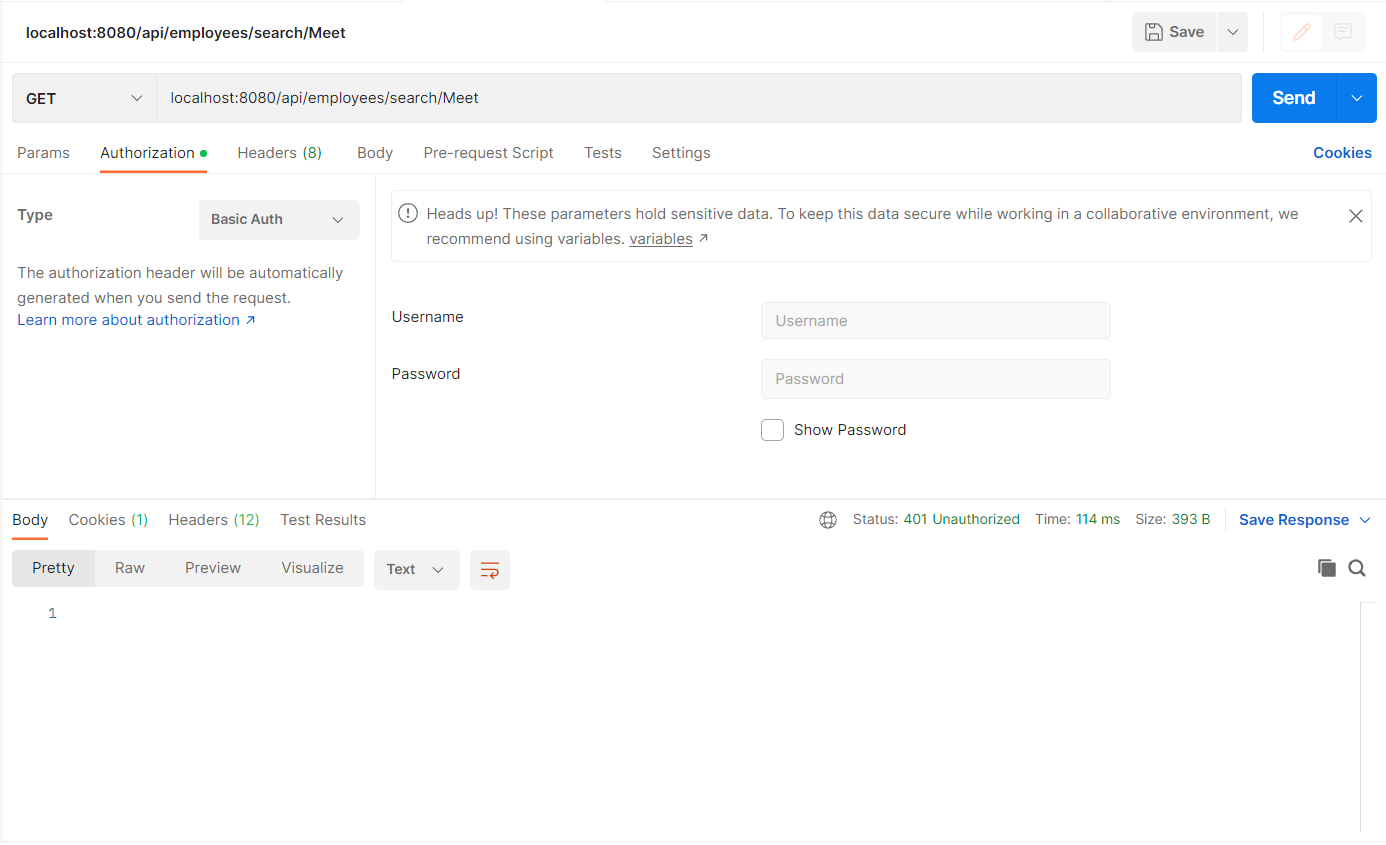 localhost:8080/api/employees/search/Meet
Save
GET
localhost:8080/api/employees/search/Meet
Send
Params Authorization Headers (8) Body Pre-request Script Tests Settings Cookies
Type
Basic Auth
The authorization header will be automatically
generated when you send the request.
Learn more about authorization ↗
Heads up! These parameters hold sensitive data. To keep this data secure while working in a collaborative environment, we
recommend using variables. variables ↗
Username
Username
Password
Password
Show Password
Body Cookies (1) Headers (12) Test Results Status: 401 Unauthorized Time: 114 ms Size: 393 B Save Response
Pretty Raw Preview Visualize Text
1